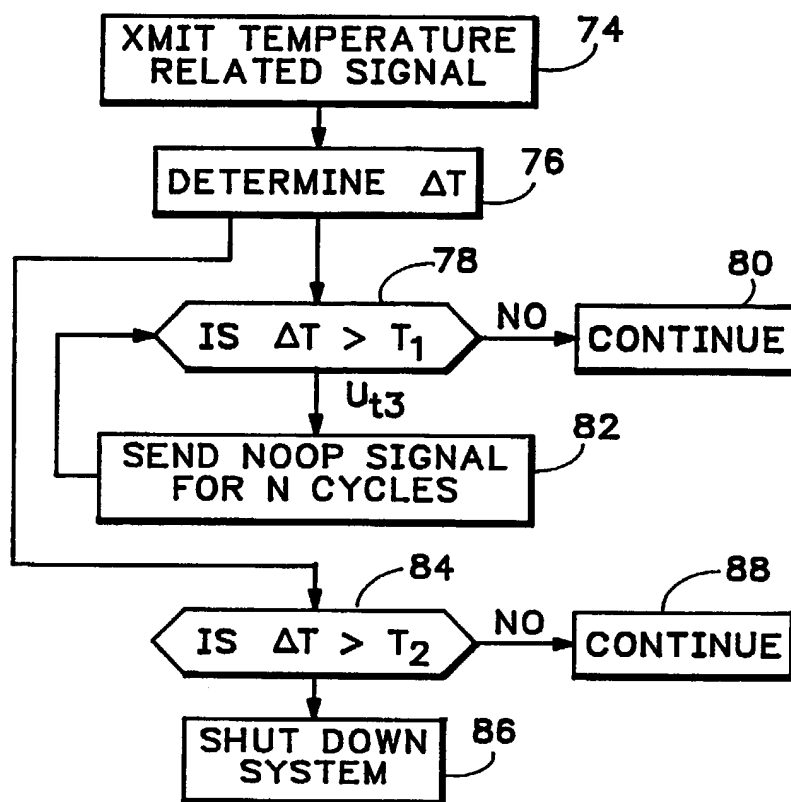 XMIT TEMPERATURE
RELATED SIGNAL
74
DETERMINE ΔT
76
78
IS ΔT > T1
NO
80
CONTINUE
Ut3
SEND NOOP SIGNAL
FOR N CYCLES
82
84
IS ΔT > T2
NO
88
CONTINUE
SHUT DOWN
SYSTEM
86